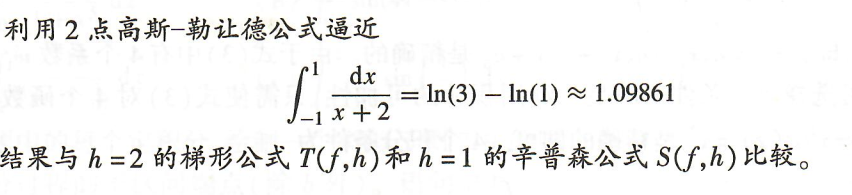 利用2点高斯–勒让德公式逼近
∫_{-1}^{1} dx/(x+2) = ln(3) − ln(1) ≈ 1.09861
结果与 h=2 的梯形公式 T(f,h)和 h=1 的辛普森公式 S(f,h)比较。